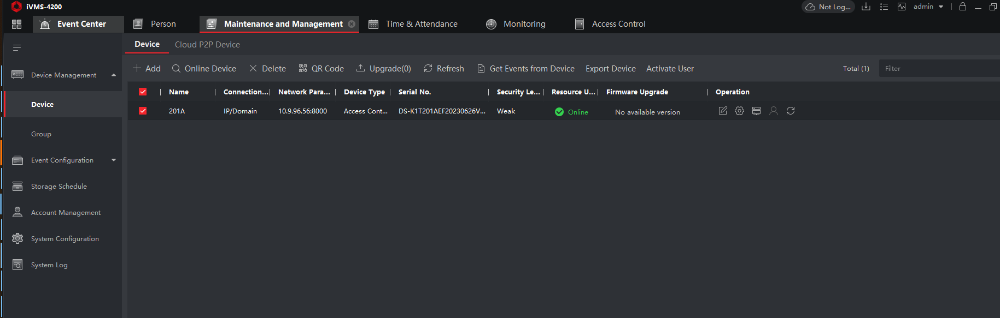 iVMS-4200
Not Log...
admin
Event Center
Person
Maintenance and Management
Time & Attendance
Monitoring
Access Control
Device
Cloud P2P Device
Add
Online Device
Delete
QR Code
Upgrade(0)
Refresh
Get Events from Device
Export Device
Activate User
Total (1)
Filter
Device Management
Device
Group
Event Configuration
Storage Schedule
Account Management
System Configuration
System Log
Name | Connection... | Network Para... | Device Type | Serial No. | Security Le... | Resource U... | Firmware Upgrade | Operation
201A IP/Domain 10.9.96.56:8000 Access Cont... DS-K1T201AEF20230626V... Weak Online No available version